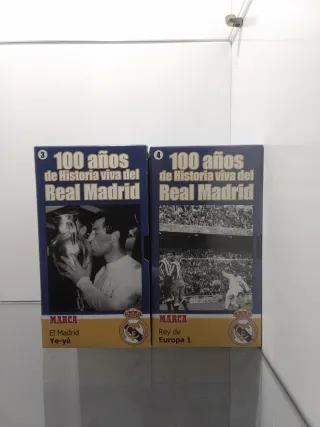 3
100 años
de Historia viva del
Real Madrid
MARCA
El Madrid
Ye-yé
4
100 años
de Historia viva del
Real Madrid
MARCA
Rey de
Europa 1